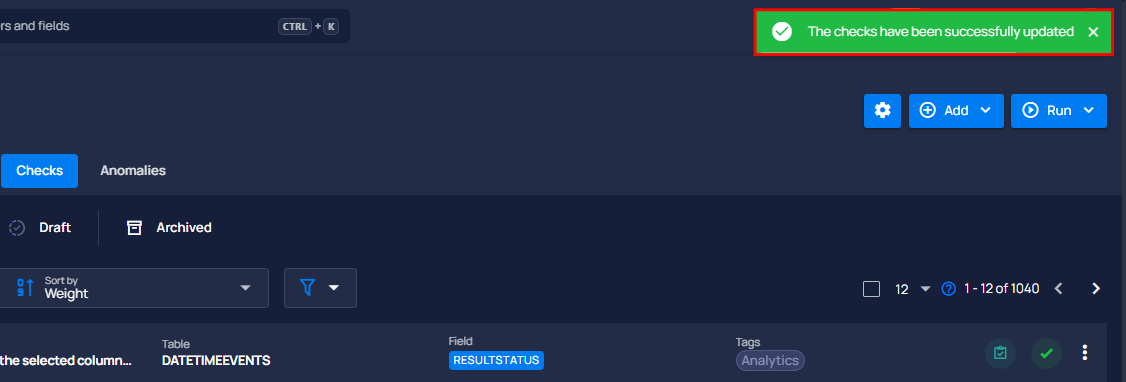 rs and fields CTRL + K
The checks have been successfully updated
Add Run
Checks Anomalies
Draft Archived
Sort by
Weight
12 1 - 12 of 1040
Table Field Tags
the selected column... DATETIMEEVENTS RESULTSTATUS Analytics